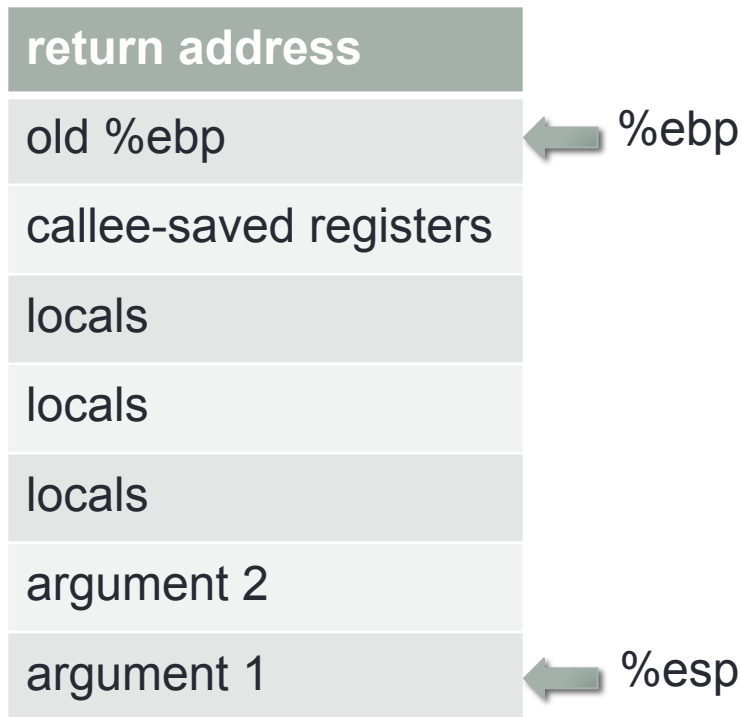 return address
old %ebp
%ebp
callee-saved registers
locals
locals
locals
argument 2
argument 1
%esp